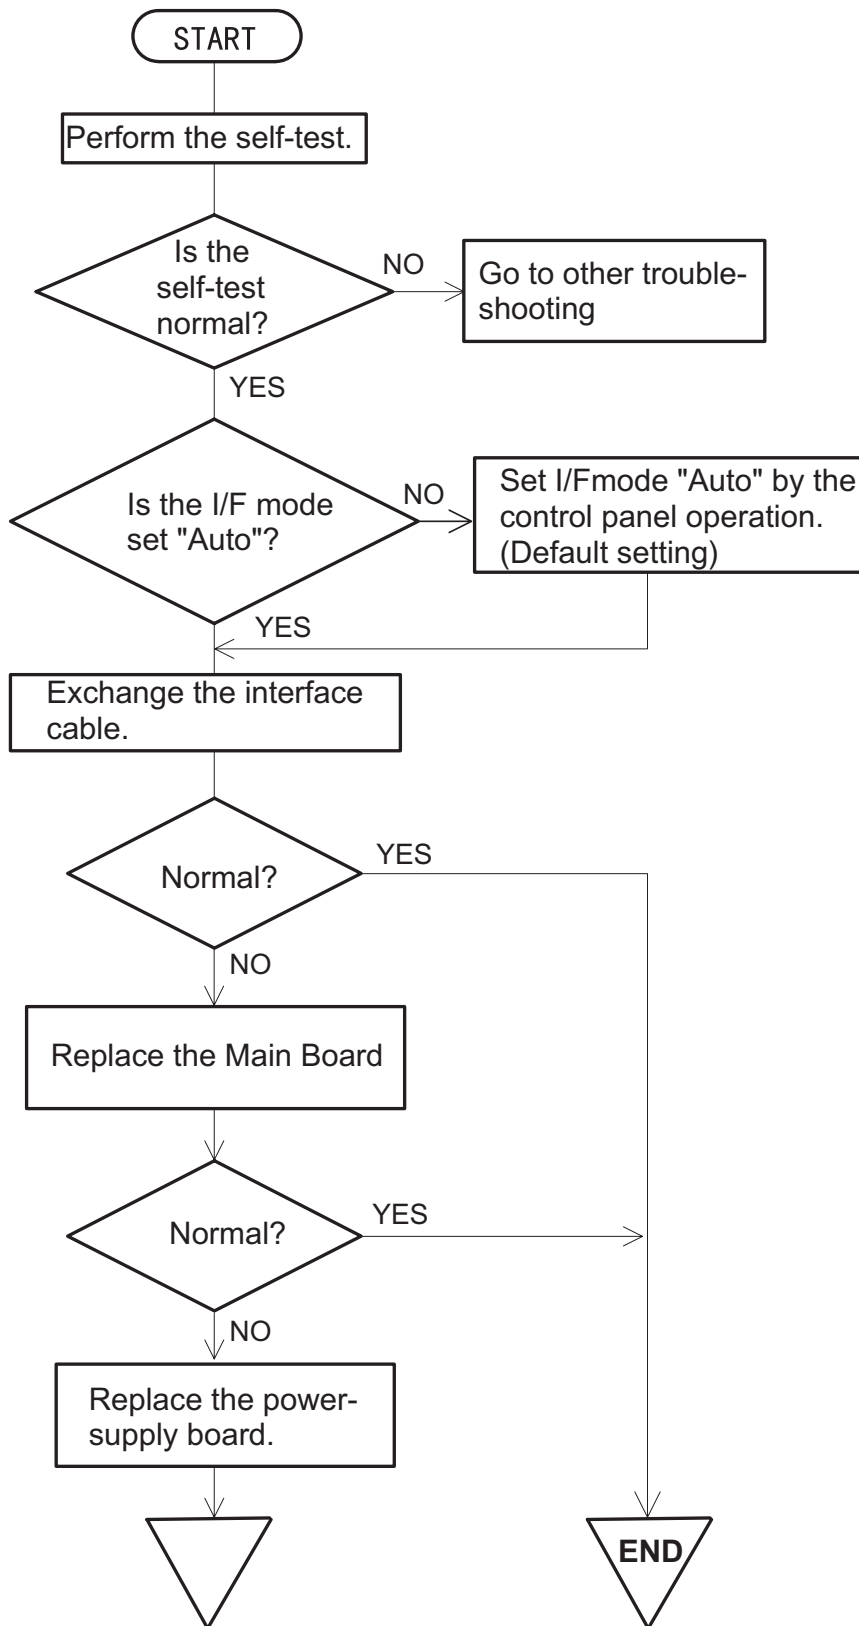 START
Perform the self-test.
Is the
self-test
normal?
NO
Go to other trouble-
shooting
YES
Is the I/F mode
set "Auto"?
NO
Set I/Fmode "Auto" by the
control panel operation.
(Default setting)
YES
Exchange the interface
cable.
Normal?
YES
NO
Replace the Main Board
Normal?
YES
NO
Replace the power-
supply board.
END